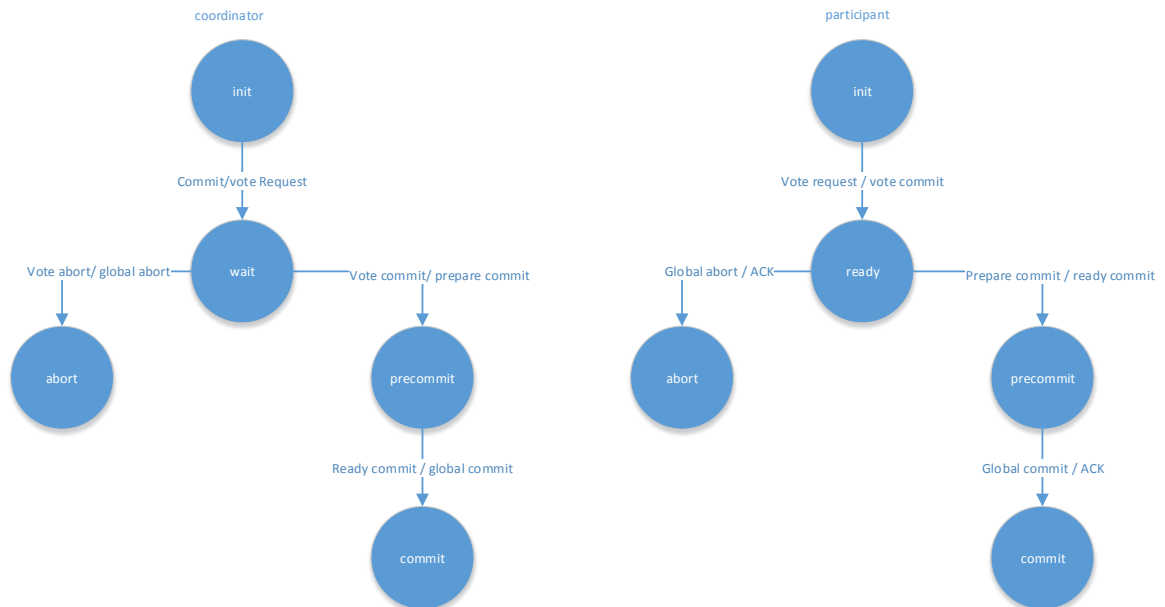 coordinator
init
Commit/vote Request
wait
Vote abort/ global abort
Vote commit/ prepare commit
abort
precommit
Ready commit / global commit
commit
participant
init
Vote request / vote commit
ready
Global abort / ACK
Prepare commit / ready commit
abort
precommit
Global commit / ACK
commit